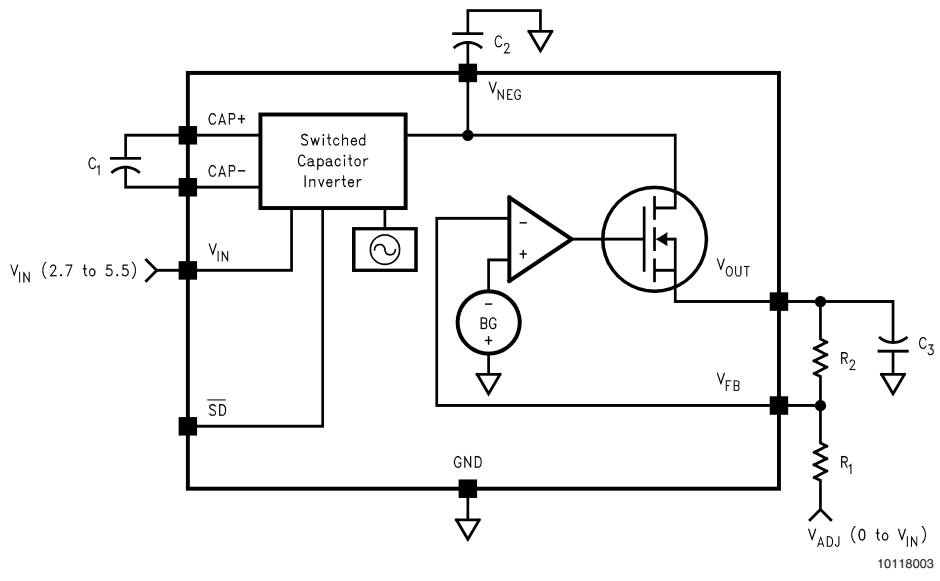 C2
VNEG
CAP+
Switched
Capacitor
Inverter
C1
CAP-
VIN
VIN (2.7 to 5.5)
-
+
VOUT
-
BG
+
C3
R2
VFB
SD
GND
R1
VADJ (0 to VIN)
10118003